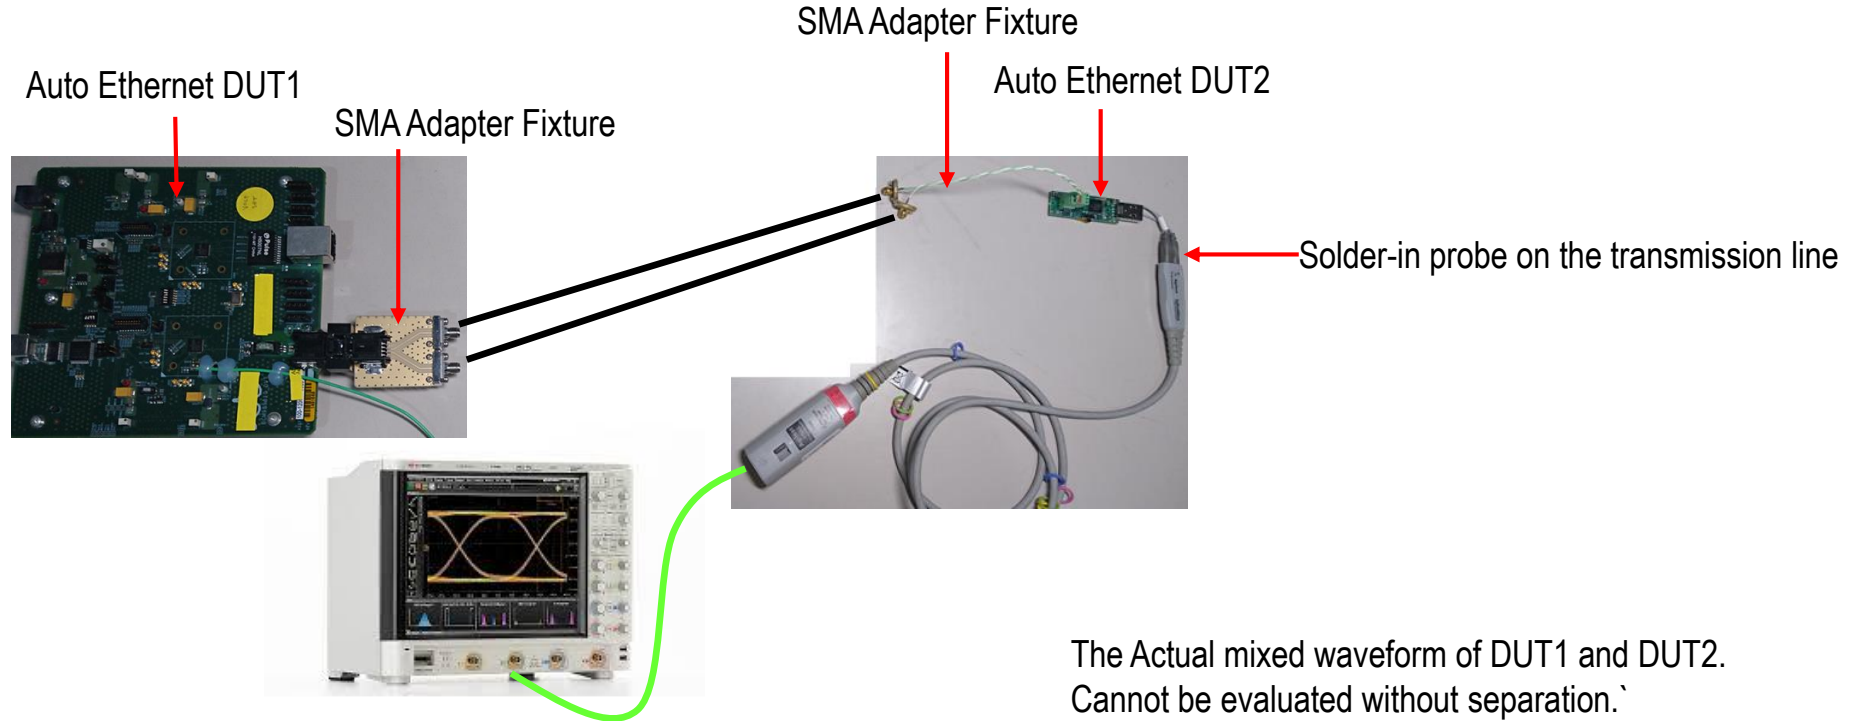 SMA Adapter Fixture
Auto Ethernet DUT2
Auto Ethernet DUT1
SMA Adapter Fixture
Solder-in probe on the transmission line
The Actual mixed waveform of DUT1 and DUT2.
Cannot be evaluated without separation.`